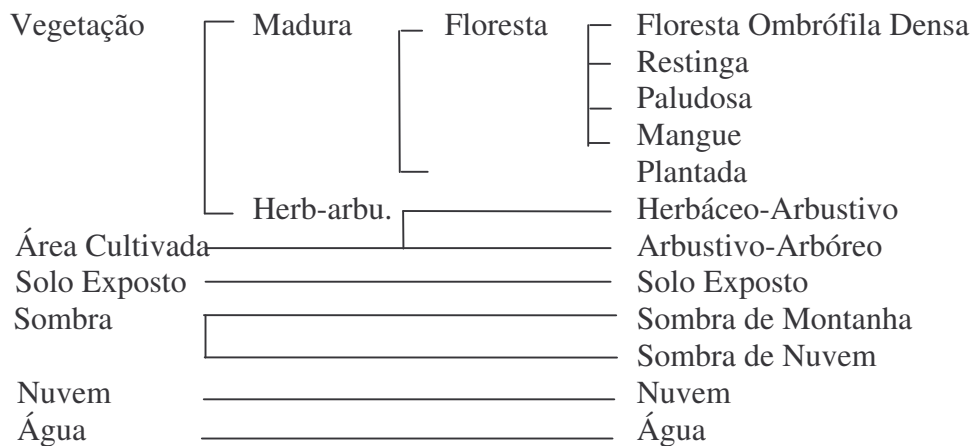 Vegetação Madura Floresta Floresta Ombrófila Densa
Restinga
Paludosa
Mangue
Plantada
Herb-arbu. Herbáceo-Arbustivo
Área Cultivada Arbustivo-Arbóreo
Solo Exposto Solo Exposto
Sombra Sombra de Montanha
Sombra de Nuvem
Nuvem Nuvem
Água Água